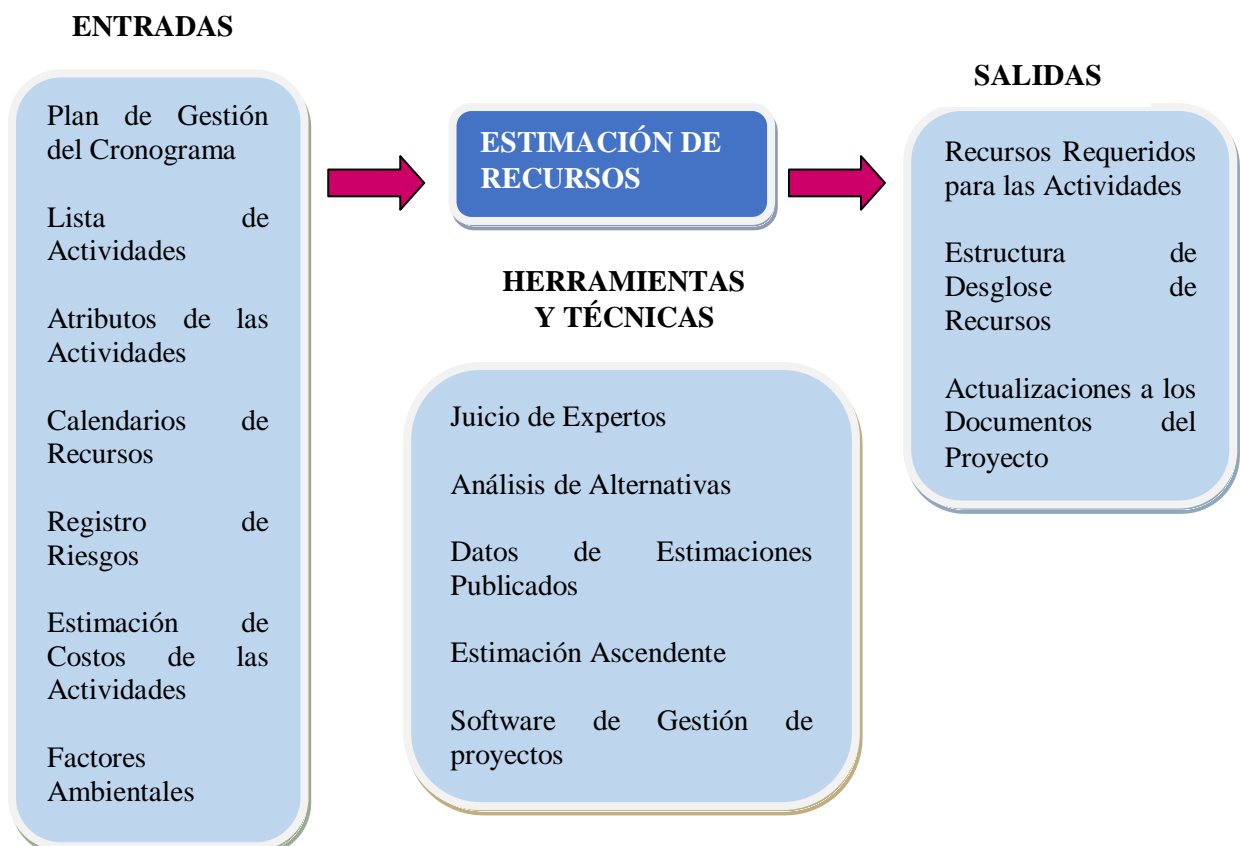 ENTRADAS
Plan de Gestión
del Cronograma
Lista de
Actividades
Atributos de las
Actividades
Calendarios de
Recursos
Registro de
Riesgos
Estimación de
Costos de las
Actividades
Factores
Ambientales
ESTIMACIÓN DE
RECURSOS
HERRAMIENTAS
Y TÉCNICAS
Juicio de Expertos
Análisis de Alternativas
Datos de Estimaciones
Publicados
Estimación Ascendente
Software de Gestión de
proyectos
SALIDAS
Recursos Requeridos
para las Actividades
Estructura de
Desglose de
Recursos
Actualizaciones a los
Documentos del
Proyecto